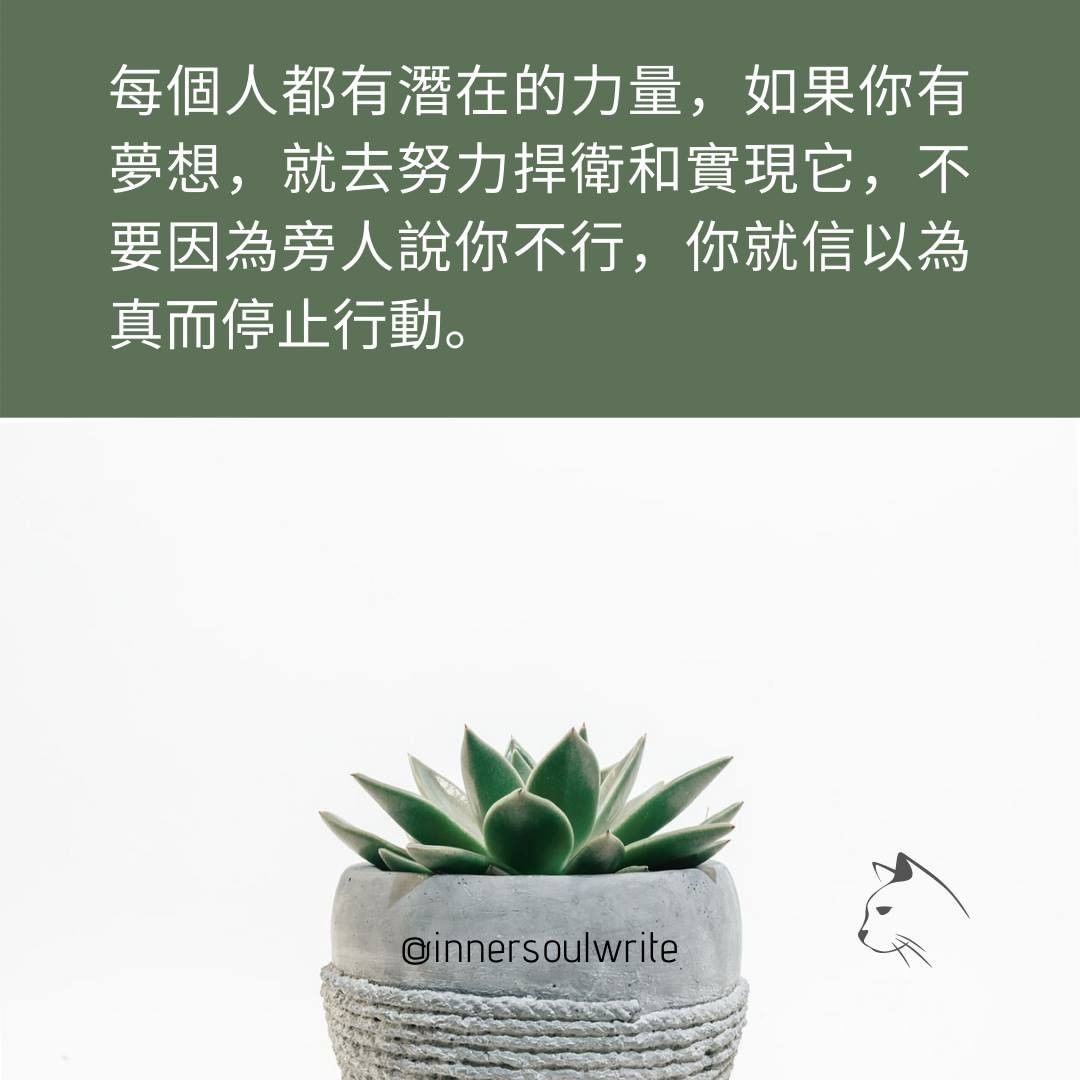 每個人都有潛在的力量，如果你有
夢想，就去努力捍衛和實現它，不
要因為旁人說你不行，你就信以為
真而停止行動。
@innersoulwrite